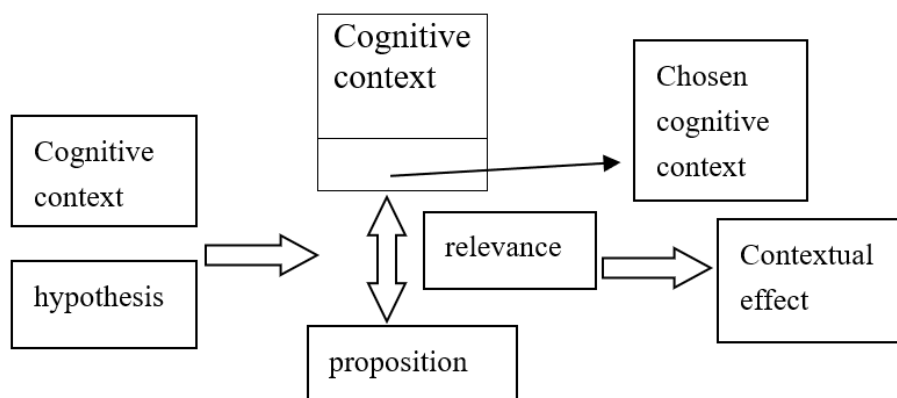 Cognitive
context
hypothesis
Cognitive
context
proposition
relevance
Chosen
cognitive
context
Contextual
effect